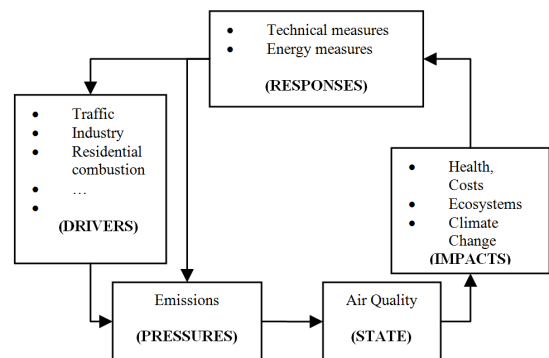 • Technical measures
• Energy measures
(RESPONSES)
• Traffic
• Industry
• Residential
combustion
• …
•
(DRIVERS)
• Health,
Costs
• Ecosystems
• Climate
Change
(IMPACTS)
Emissions
(PRESSURES)
Air Quality
(STATE)